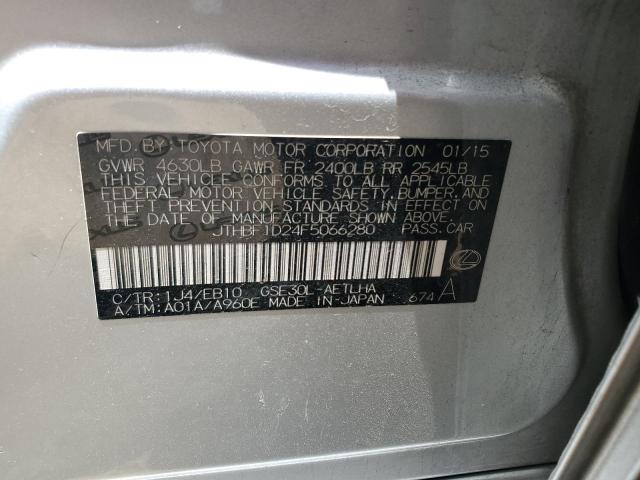 MFD. BY: TOYOTA MOTOR CORPORATION 01/15
GVWR 4630LB GAWR FR 2400LB RR 2545LB
THIS VEHICLE CONFORMS TO ALL APPLICABLE
FEDERAL MOTOR VEHICLE SAFETY, BUMPER, AND
THEFT PREVENTION STANDARDS IN EFFECT ON
THE DATE OF MANUFACTURE SHOWN ABOVE.
JTHBF1D24F5066280 PASS. CAR
C/TR: 1J4/EB10 GSE30L-AETLHA
A/TM: A01A/A960E MADE IN JAPAN 674 A